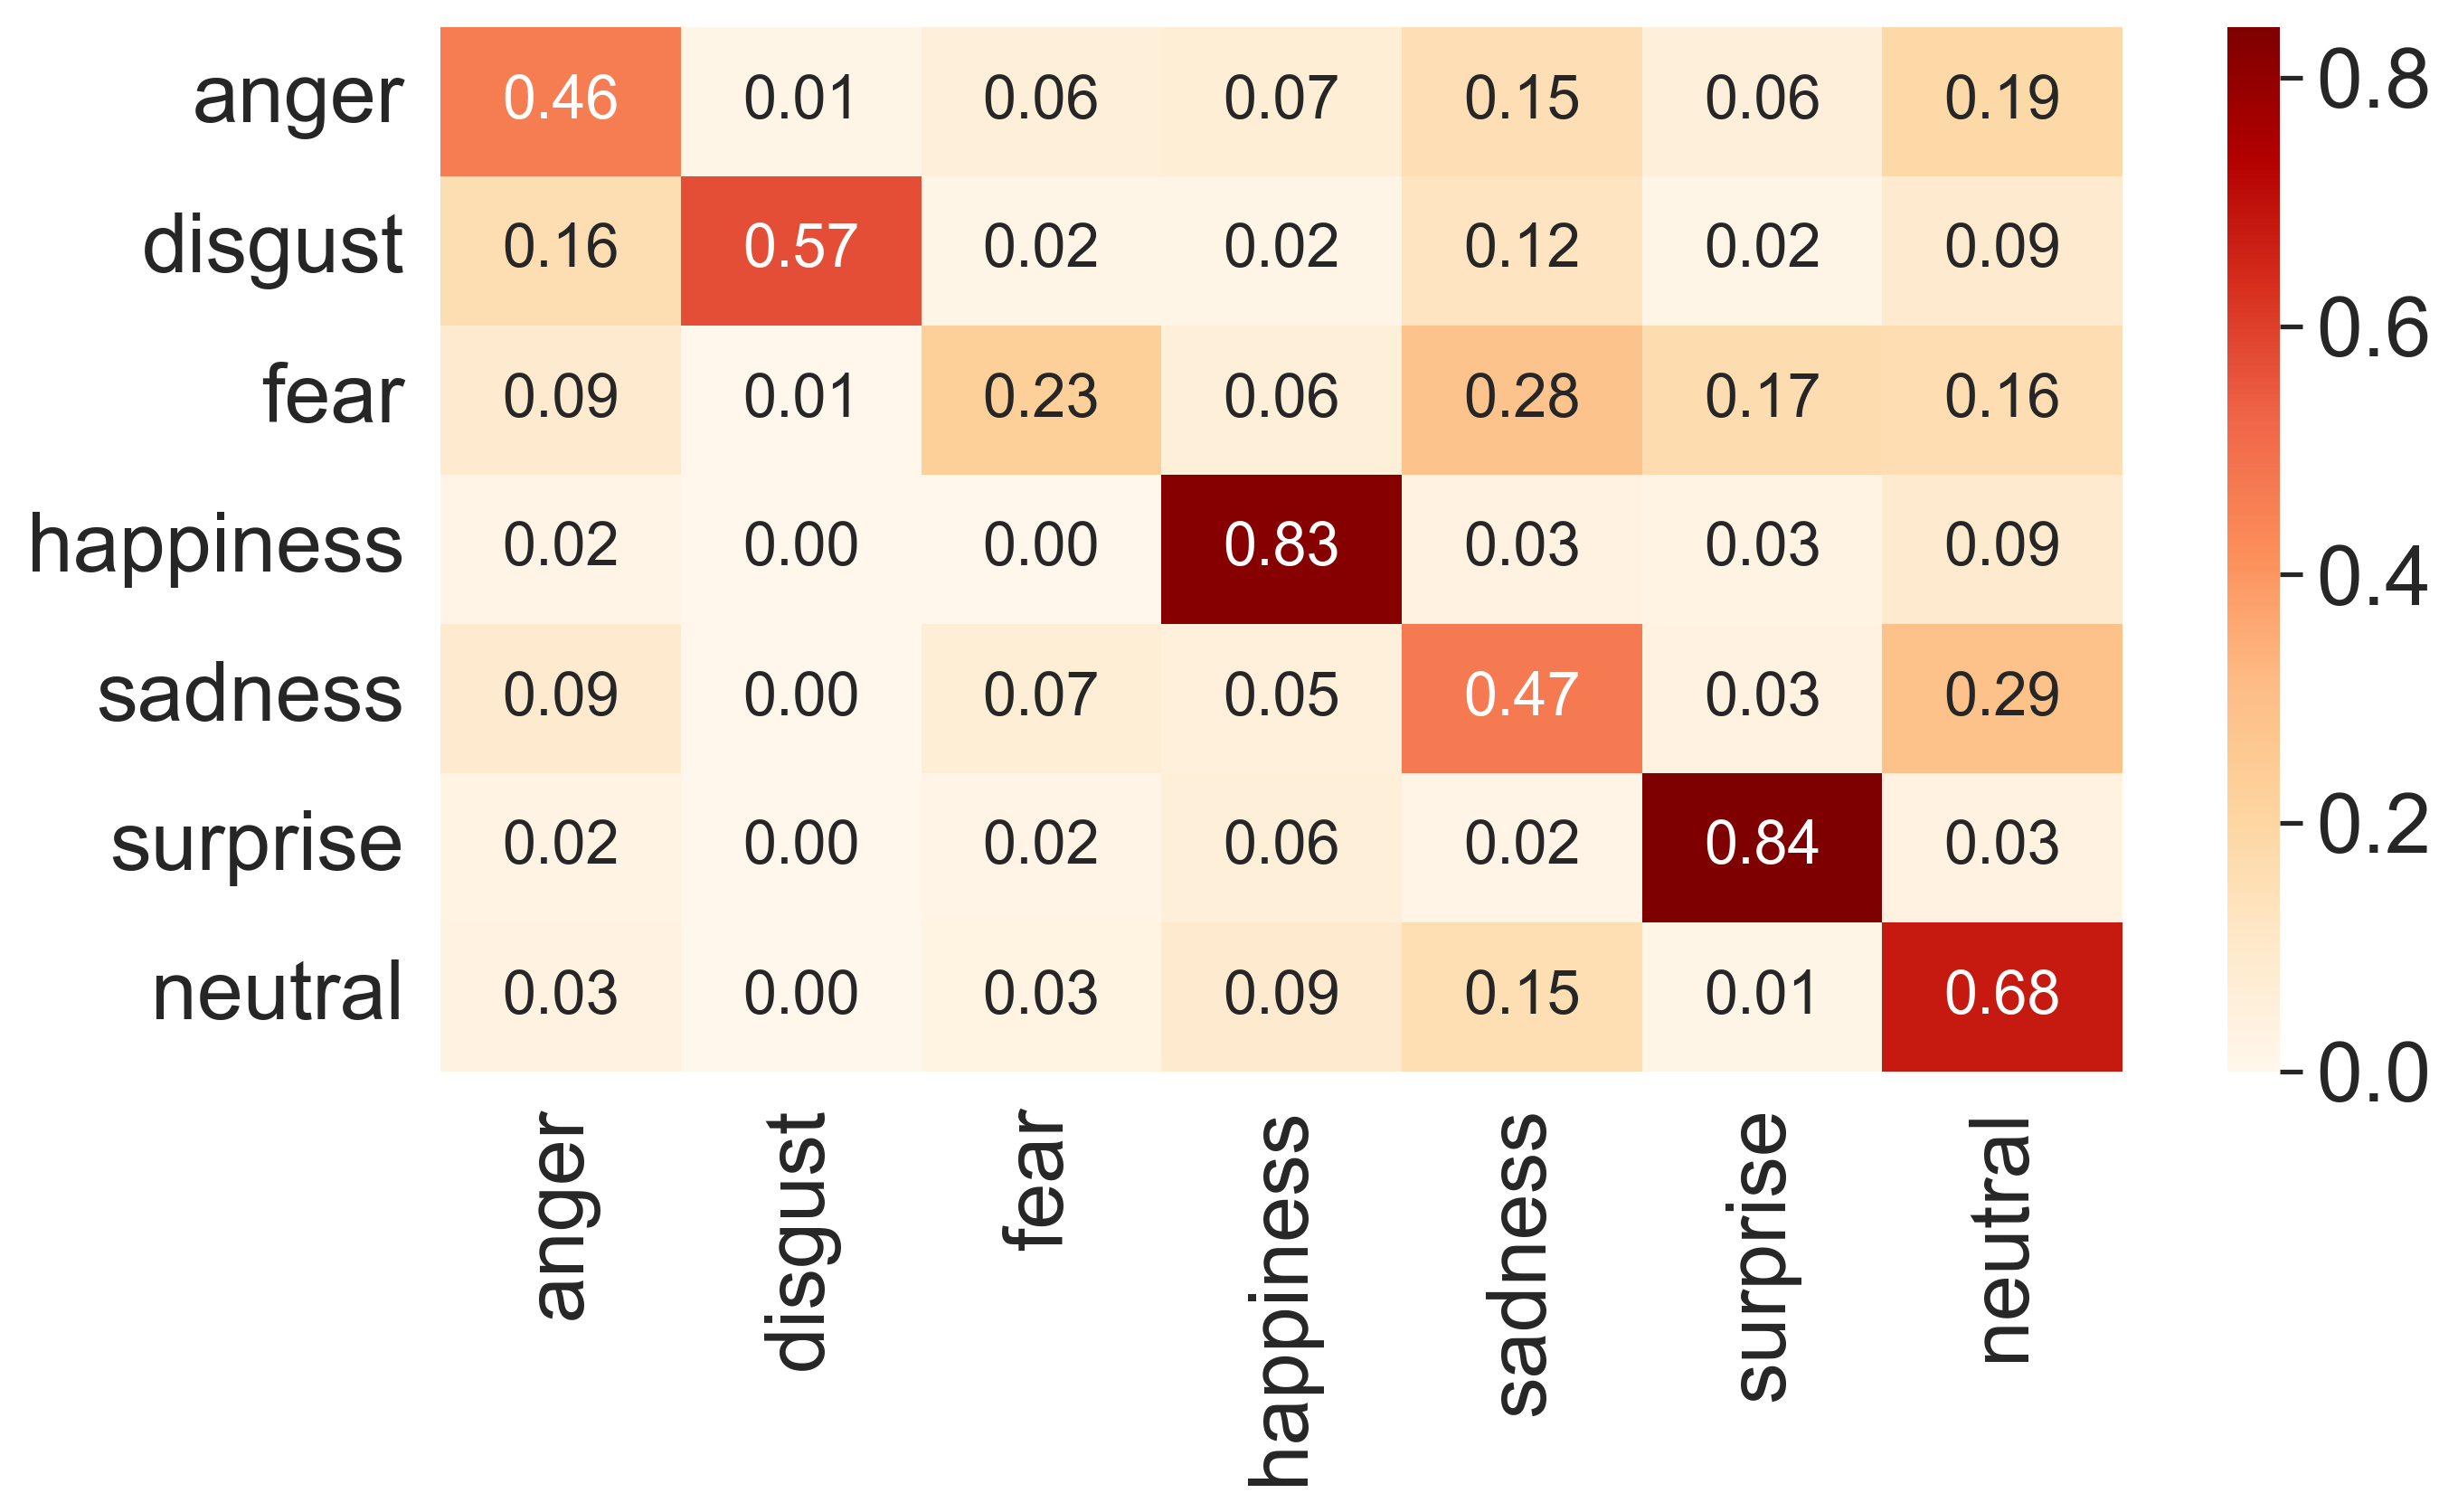 anger 0.46 0.01 0.06 0.07 0.15 0.06 0.19
disgust 0.16 0.57 0.02 0.02 0.12 0.02 0.09
fear 0.09 0.01 0.23 0.06 0.28 0.17 0.16
happiness 0.02 0.00 0.00 0.83 0.03 0.03 0.09
sadness 0.09 0.00 0.07 0.05 0.47 0.03 0.29
surprise 0.02 0.00 0.02 0.06 0.02 0.84 0.03
neutral 0.03 0.00 0.03 0.09 0.15 0.01 0.68
anger disgust fear happiness sadness surprise neutral
0.8
0.6
0.4
0.2
0.0